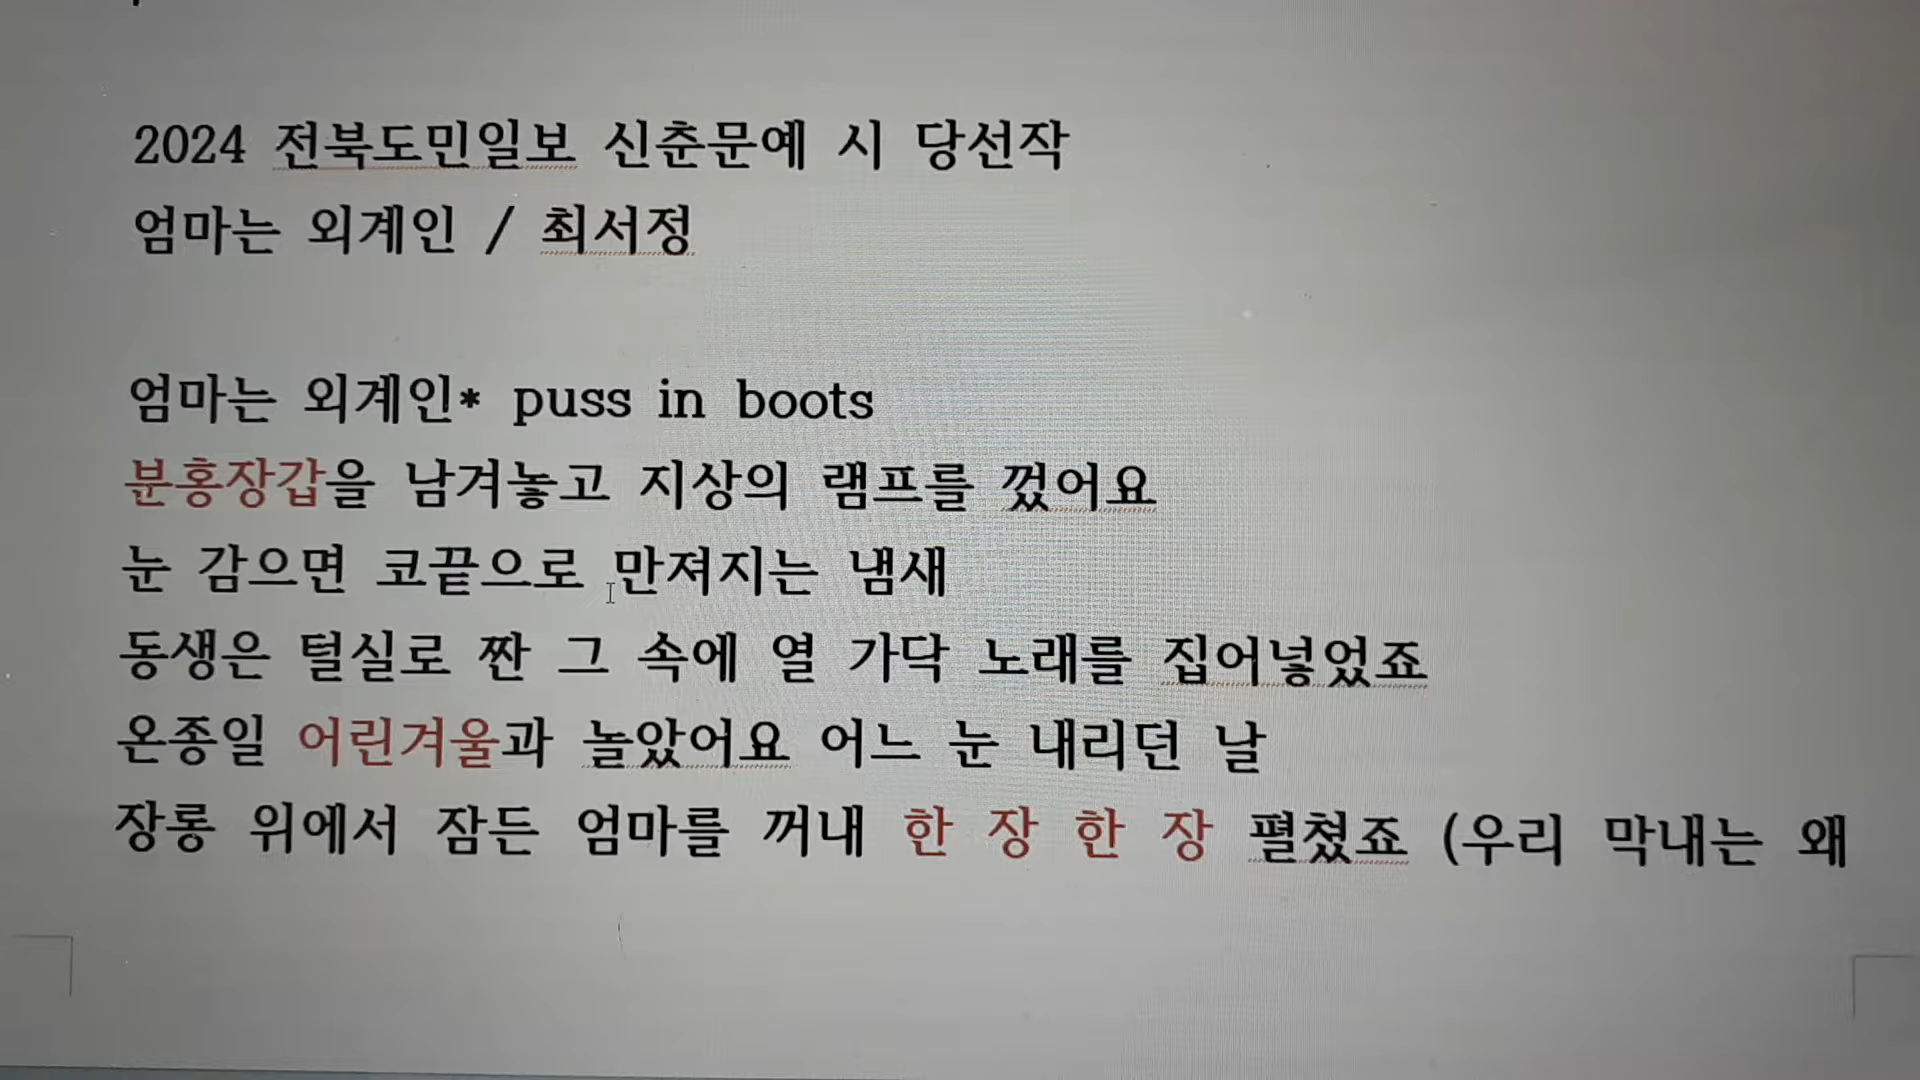 2024 전북도민일보 신춘문예 시 당선작
엄마는 외계인 / 최서정
엄마는 외계인* puss in boots
분홍장갑을 남겨놓고 지상의 램프를 껐어요
눈 감으면 코끝으로 만져지는 냄새
동생은 털실로 짠 그 속에 열 가닥 노래를 집어넣었죠
온종일 어린겨울과 놀았어요 어느 눈 내리던 날
장롱 위에서 잠든 엄마를 꺼내 한 장 한 장 펼쳤죠 (우리 막내는 왜